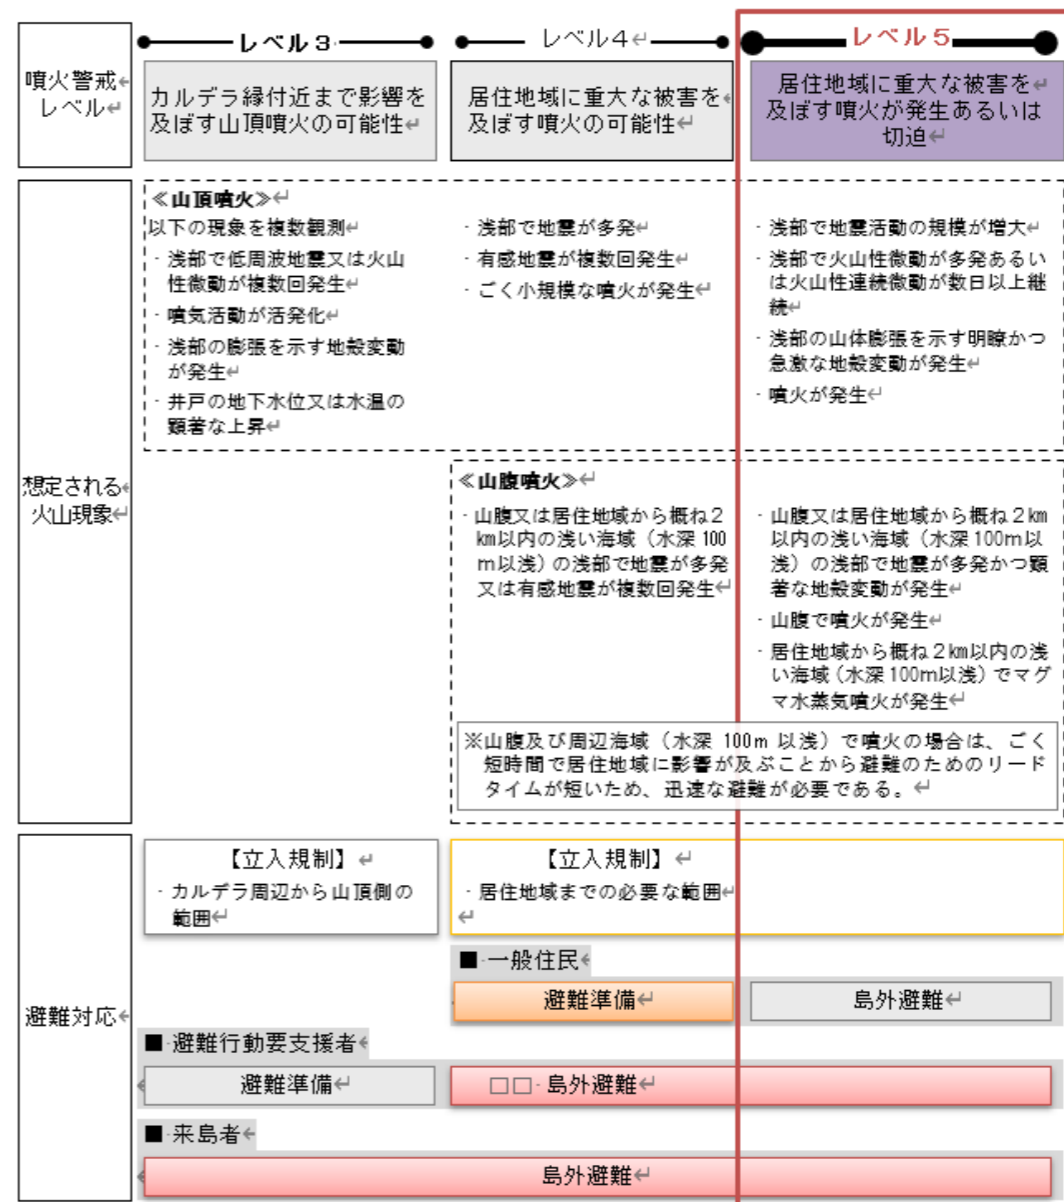 噴火警戒
レベル
レベル3
レベル4
レベル5
カルデラ縁付近まで影響を
及ぼす山頂噴火の可能性
居住地域に重大な被害を
及ぼす噴火の可能性
居住地域に重大な被害を
及ぼす噴火が発生あるいは
切迫
想定される
火山現象
≪山頂噴火≫
以下の現象を複数観測
・浅部で低周波地震又は火山
性微動が複数回発生
・噴気活動が活発化
・浅部の膨張を示す地殻変動
が発生
・井戸の地下水位又は水温の
顕著な上昇
・浅部で地震が多発
・有感地震が複数回発生
・ごく小規模な噴火が発生
・浅部で地震活動の規模が増大
・浅部で火山性微動が多発あるい
は火山性連続微動が数日以上継
続
・浅部の山体膨張を示す明瞭かつ
急激な地殻変動が発生
・噴火が発生
≪山腹噴火≫
・山腹又は居住地域から概ね2
km以内の浅い海域（水深100
m以浅）の浅部で地震が多発
又は有感地震が複数回発生
・山腹又は居住地域から概ね2km
以内の浅い海域（水深100m以
浅）の浅部で地震が多発かつ顕
著な地殻変動が発生
・山腹で噴火が発生
・居住地域から概ね2km以内の浅
い海域（水深100m以浅）でマグ
マ水蒸気噴火が発生
※山腹及び周辺海域（水深 100m 以浅）で噴火の場合は、ごく
短時間で居住地域に影響が及ぶことから避難のためのリード
タイムが短いため、迅速な避難が必要である。
避難対応
【立入規制】
・カルデラ周辺から山頂側の
範囲
【立入規制】
・居住地域までの必要な範囲
■一般住民
避難準備
島外避難
■避難行動要支援者
避難準備
□□・島外避難
■来島者
島外避難